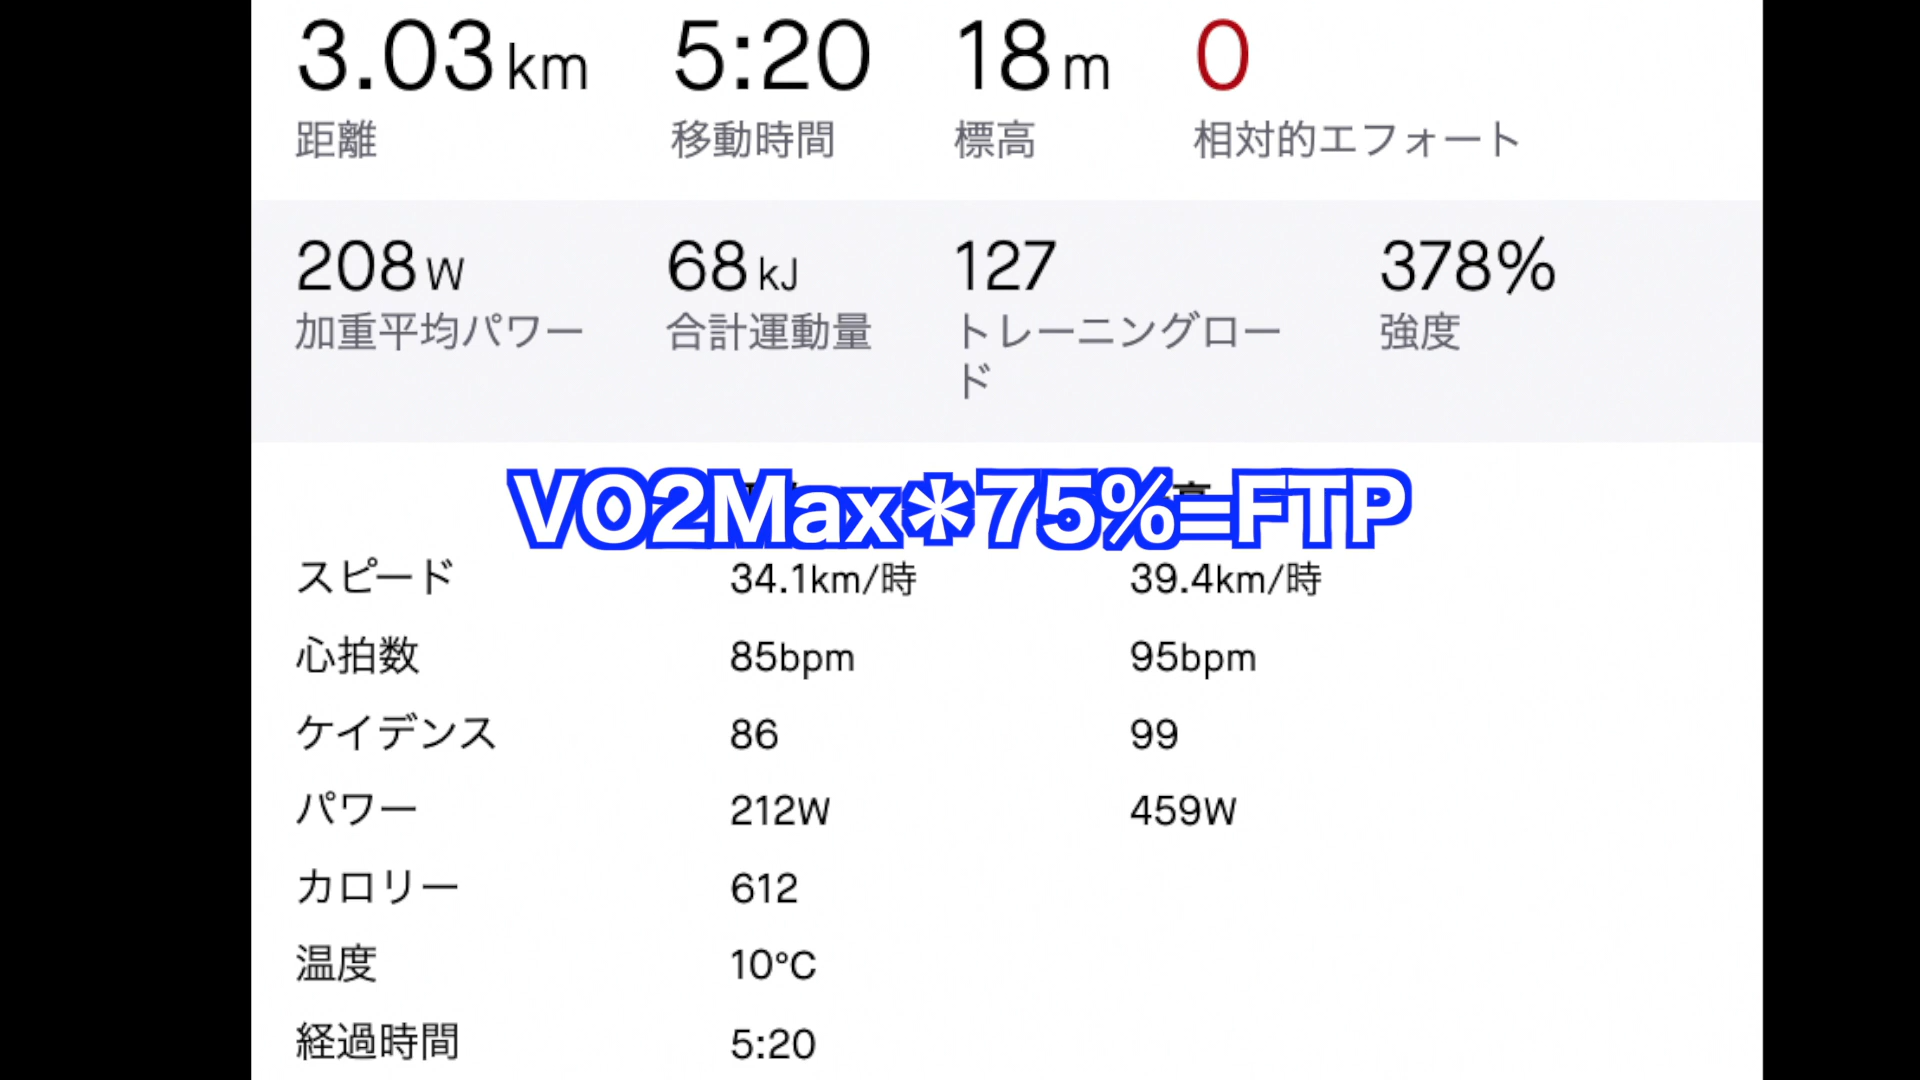 3.03km 5:20 18m 0
距離 移動時間 標高 相対的エフォート
208W 68kJ 127 378%
加重平均パワー 合計運動量 トレーニングロー 強度
ド
VO2Max*75%=FTP
スピード 34.1km/時 39.4km/時
心拍数 85bpm 95bpm
ケイデンス 86 99
パワー 212W 459W
カロリー 612
温度 10°C
経過時間 5:20